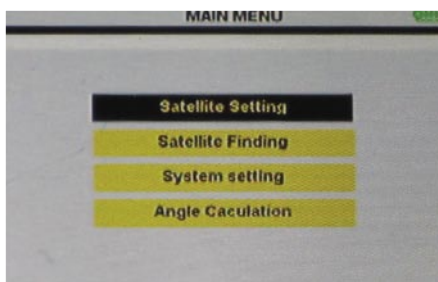 MAIN MENU
Satellite Setting
Satellite Finding
System setting
Angle Caculation